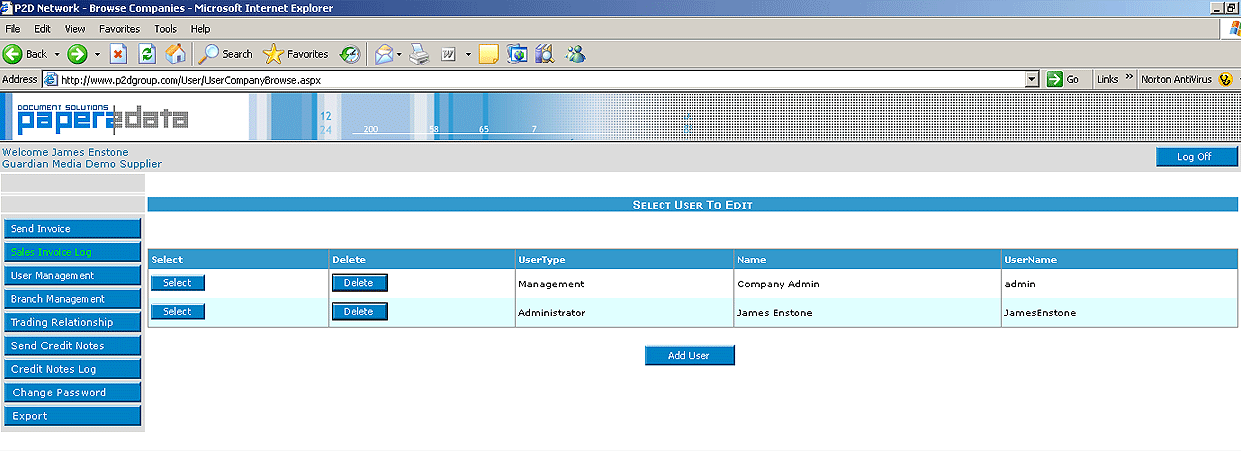 P2D Network - Browse Companies - Microsoft Internet Explorer
File Edit View Favorites Tools Help
Back Search Favorites
Address http://www.p2dgroup.com/User/UserCompanyBrowse.aspx Go Links » Norton AntiVirus
DOCUMENT SOLUTIONS
paper2data
12
24 200 58 65 7
Welcome James Enstone
Guardian Media Demo Supplier
Log Off
SELECT USER TO EDIT
Send Invoice
Sales Invoice Log
User Management
Branch Management
Trading Relationship
Send Credit Notes
Credit Notes Log
Change Password
Export
Select Delete UserType Name UserName
Select Delete Management Company Admin admin
Select Delete Administrator James Enstone JamesEnstone
Add User